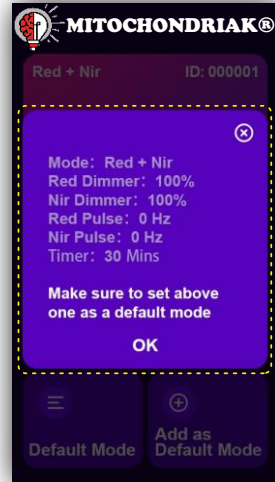 MITOCHONDRIAK®
Red + Nir ID: 000001
Mode: Red + Nir
Red Dimmer: 100%
Nir Dimmer: 100%
Red Pulse: 0 Hz
Nir Pulse: 0 Hz
Timer: 30 Mins
Make sure to set above
one as a default mode
OK
Default Mode
Add as
Default Mode